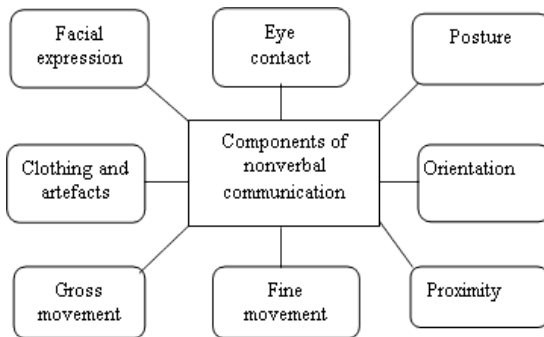 Facial
expression
Eye
contact
Posture
Clothing and
artefacts
Components of
nonverbal
communication
Orientation
Gross
movement
Fine
movement
Proximity